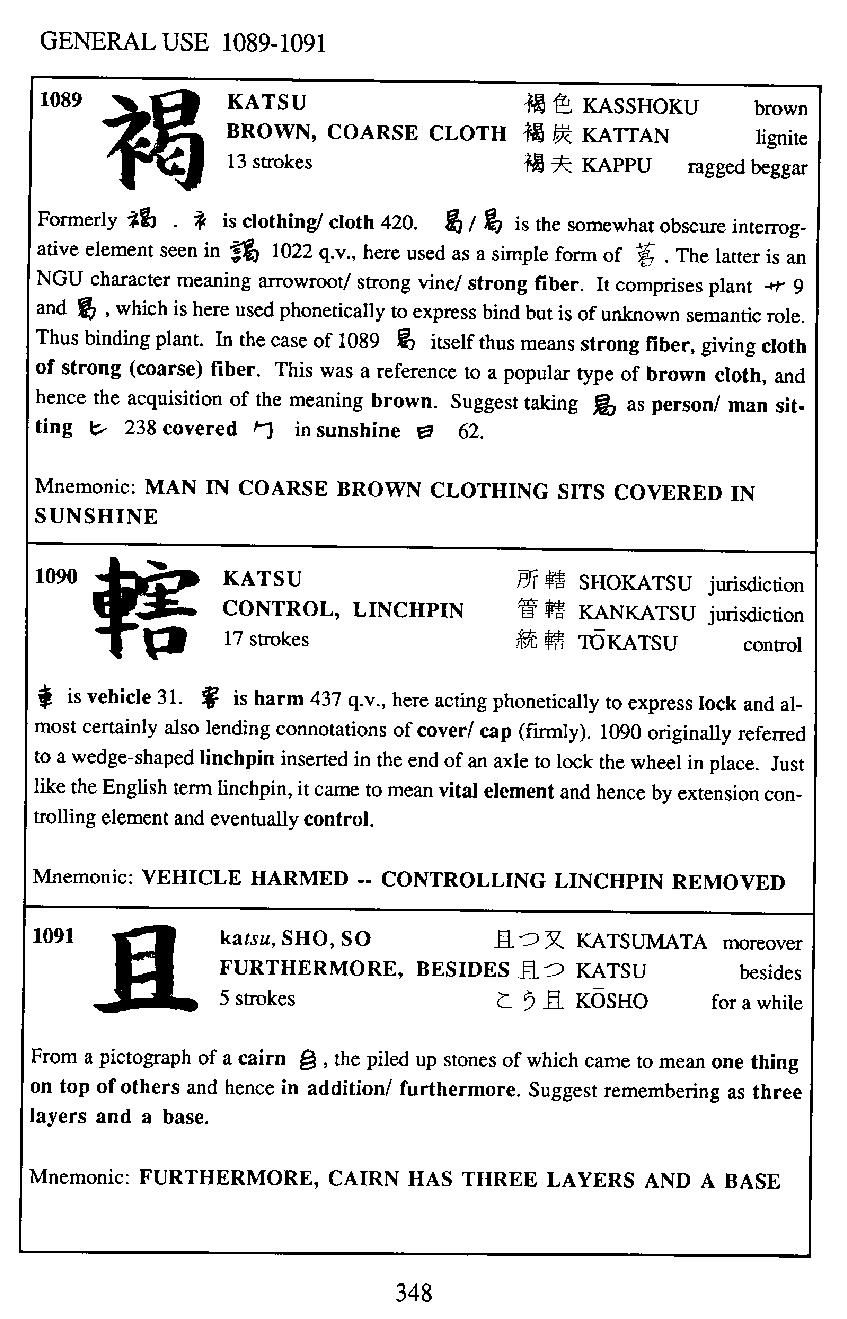 GENERAL USE 1089-1091
1089 褐 KATSU 褐色 KASSHOKU brown
BROWN, COARSE CLOTH 褐炭 KATTAN lignite
13 strokes 褐夫 KAPPU ragged beggar
Formerly 褐 . 衤 is clothing/ cloth 420. 曷/曷 is the somewhat obscure interrog-
ative element seen in 謁 1022 q.v., here used as a simple form of 葛 . The latter is an
NGU character meaning arrowroot/ strong vine/ strong fiber. It comprises plant 艹 9
and 曷 , which is here used phonetically to express bind but is of unknown semantic role.
Thus binding plant. In the case of 1089 曷 itself thus means strong fiber, giving cloth
of strong (coarse) fiber. This was a reference to a popular type of brown cloth, and
hence the acquisition of the meaning brown. Suggest taking 曷 as person/ man sit-
ting ヒ 238 covered 勹 in sunshine 日 62.
Mnemonic: MAN IN COARSE BROWN CLOTHING SITS COVERED IN
SUNSHINE
1090 轄 KATSU 所轄 SHOKATSU jurisdiction
CONTROL, LINCHPIN 管轄 KANKATSU jurisdiction
17 strokes 統轄 TŌKATSU control
車 is vehicle 31. 害 is harm 437 q.v., here acting phonetically to express lock and al-
most certainly also lending connotations of cover/ cap (firmly). 1090 originally referred
to a wedge-shaped linchpin inserted in the end of an axle to lock the wheel in place. Just
like the English term linchpin, it came to mean vital element and hence by extension con-
trolling element and eventually control.
Mnemonic: VEHICLE HARMED -- CONTROLLING LINCHPIN REMOVED
1091 且 katsu, SHO, SO 且つ又 KATSUMATA moreover
FURTHERMORE, BESIDES 且つ KATSU besides
5 strokes こう且 KŌSHO for a while
From a pictograph of a cairn , the piled up stones of which came to mean one thing
on top of others and hence in addition/ furthermore. Suggest remembering as three
layers and a base.
Mnemonic: FURTHERMORE, CAIRN HAS THREE LAYERS AND A BASE
348